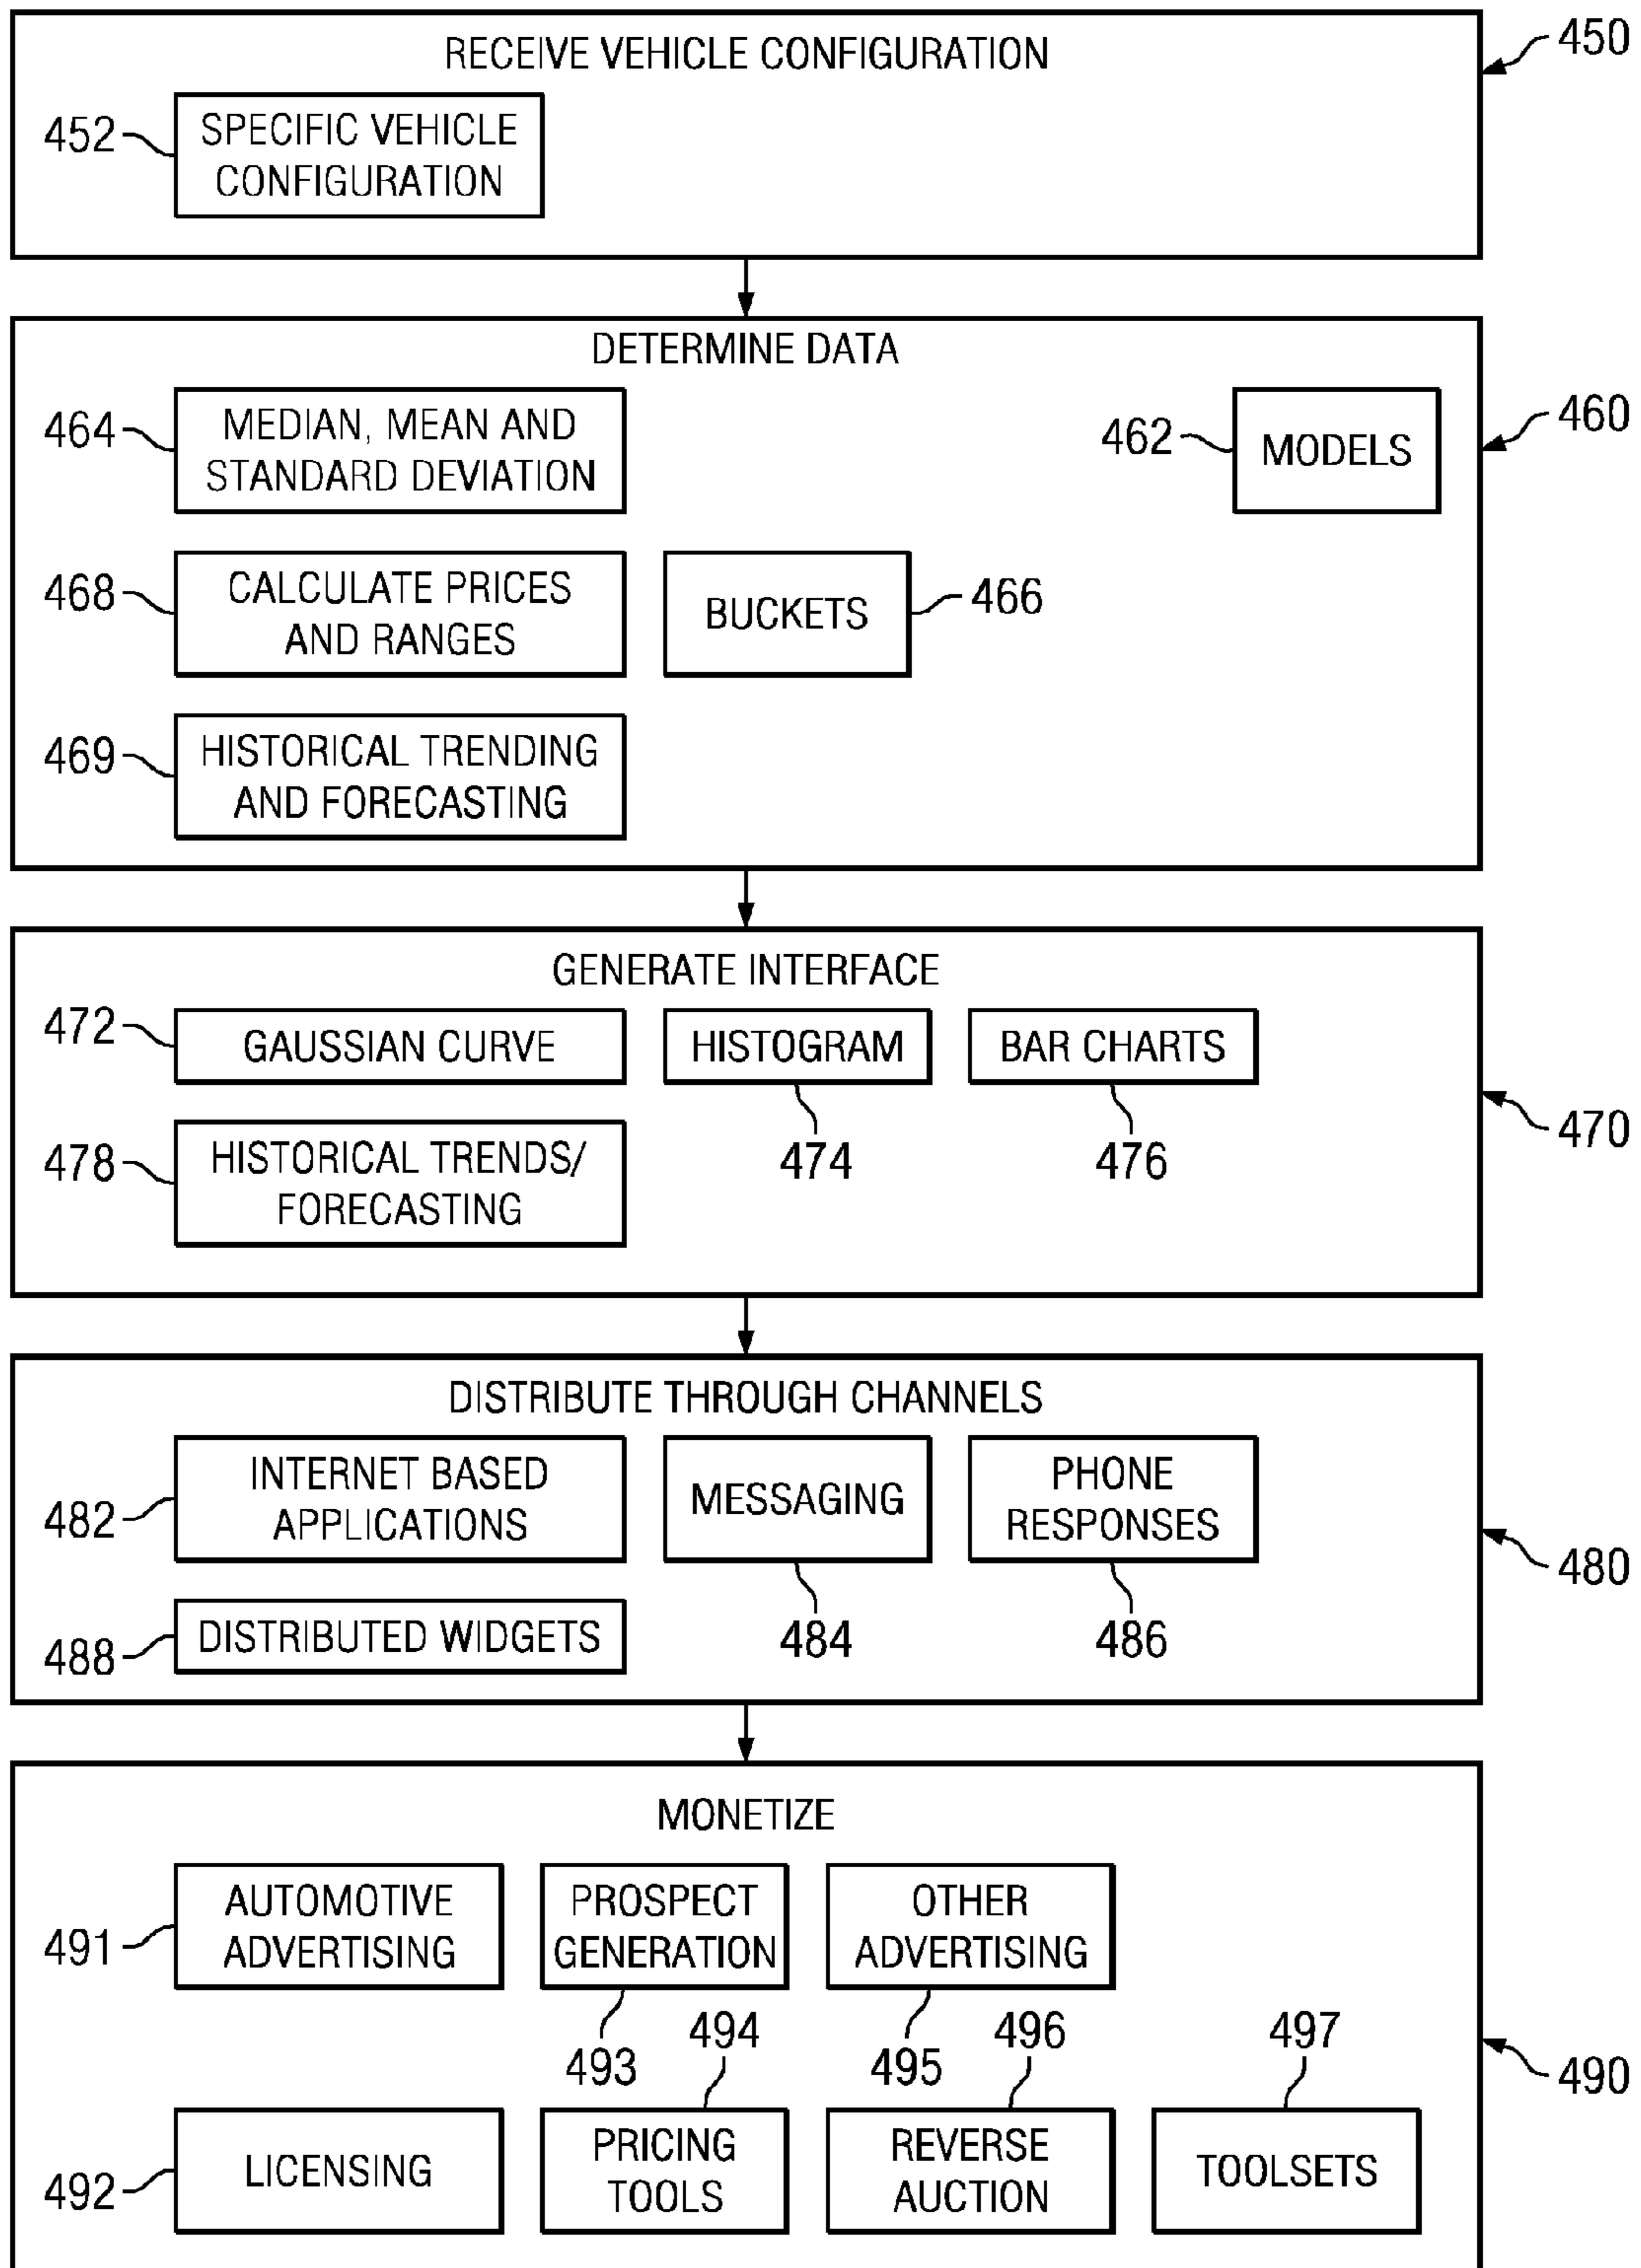 RECEIVE VEHICLE CONFIGURATION
450
452
SPECIFIC VEHICLE
CONFIGURATION
DETERMINE DATA
460
464
MEDIAN, MEAN AND
STANDARD DEVIATION
462
MODELS
468
CALCULATE PRICES
AND RANGES
BUCKETS
466
469
HISTORICAL TRENDING
AND FORECASTING
GENERATE INTERFACE
472
GAUSSIAN CURVE
HISTOGRAM
BAR CHARTS
474
476
470
478
HISTORICAL TRENDS/
FORECASTING
DISTRIBUTE THROUGH CHANNELS
482
INTERNET BASED
APPLICATIONS
MESSAGING
PHONE
RESPONSES
480
484
486
488
DISTRIBUTED WIDGETS
MONETIZE
491
AUTOMOTIVE
ADVERTISING
PROSPECT
GENERATION
OTHER
ADVERTISING
493
494
495
496
497
490
492
LICENSING
PRICING
TOOLS
REVERSE
AUCTION
TOOLSETS